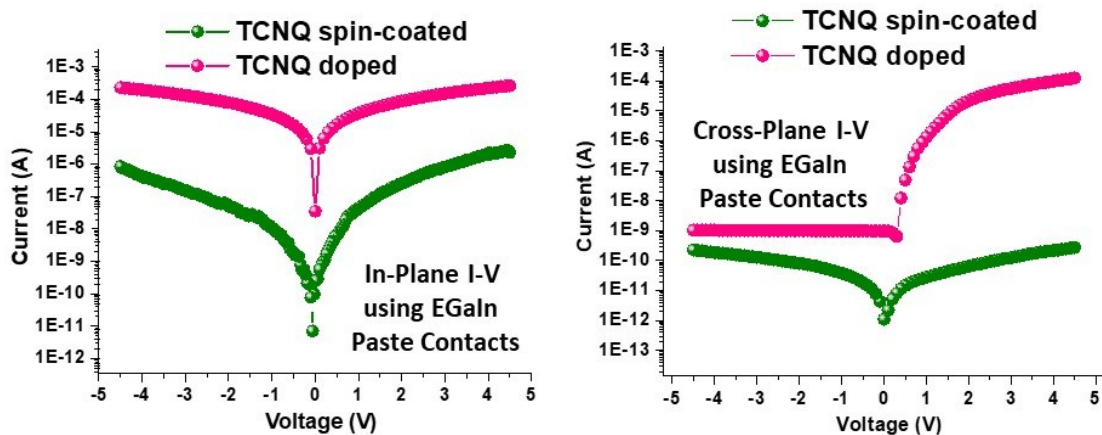 TCNQ spin-coated
TCNQ doped
1E-3
1E-4
1E-5
1E-6
1E-7
1E-8
1E-9
1E-10
1E-11
1E-12
Current (A)
In-Plane I-V
using EGaIn
Paste Contacts
-5 -4 -3 -2 -1 0 1 2 3 4 5
Voltage (V)
TCNQ spin-coated
TCNQ doped
1E-3
1E-4
1E-5
1E-6
1E-7
1E-8
1E-9
1E-10
1E-11
1E-12
1E-13
Current (A)
Cross-Plane I-V
using EGaIn
Paste Contacts
-5 -4 -3 -2 -1 0 1 2 3 4 5
Voltage (V)